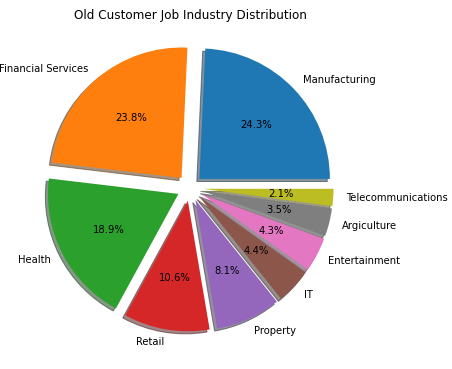 Old Customer Job Industry Distribution
Financial Services
Manufacturing
23.8%
24.3%
2.1%
Telecommunications
3.5%
Argiculture
18.9%
4.3%
Entertainment
4.4%
Health
8.1%
10.6%
IT
Property
Retail